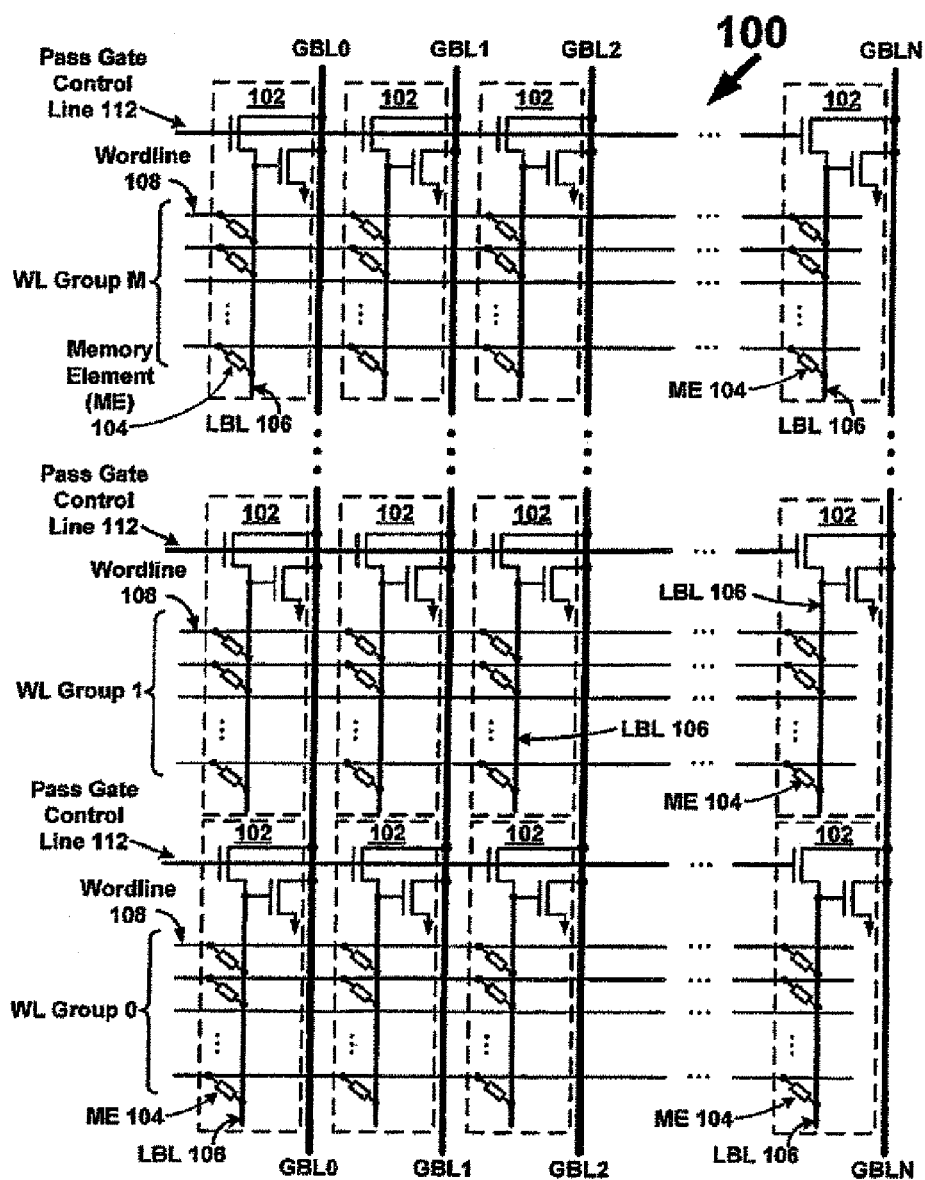 100
GBL0 GBL1 GBL2 GBLN
Pass Gate
Control
Line 112
102 102 102 102
...
Wordline
108
...
...
WL Group M
... ... ... ... ...
Memory
Element
(ME)
104
...
ME 104
LBL 106
LBL 106
Pass Gate
Control
Line 112
102 102 102 102
...
Wordline
108
LBL 106
...
...
WL Group 1
... ... ... ... ...
LBL 106
...
ME 104
Pass Gate
Control
Line 112
102 102 102 102
...
Wordline
108
...
...
WL Group 0
... ... ... ... ...
...
ME 104
ME 104
LBL 106
LBL 106
GBL0 GBL1 GBL2 GBLN